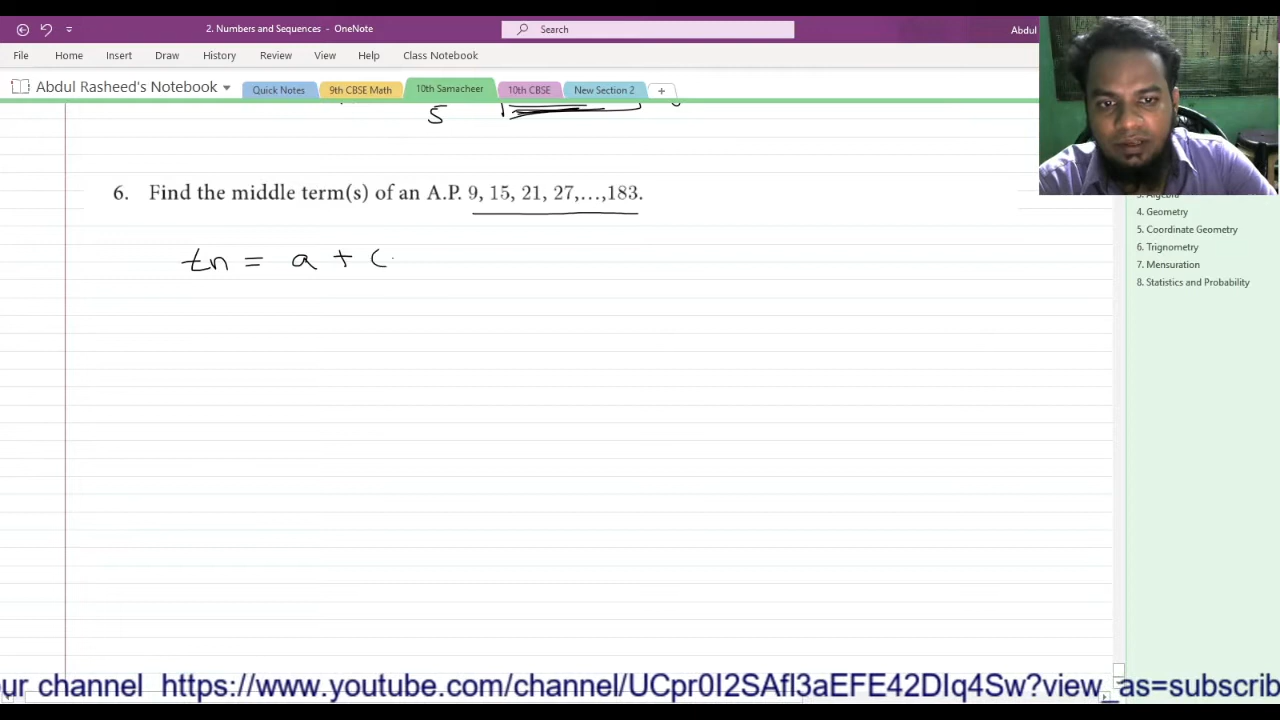 2. Numbers and Sequences - OneNote
Search
Abdul
File Home Insert Draw History Review View Help Class Notebook
Abdul Rasheed's Notebook
Quick Notes 9th CBSE Math 10th Samacheer 10th CBSE New Section 2 +
5
6. Find the middle term(s) of an A.P. 9, 15, 21, 27,...,183.
tn = a + (
4. Geometry
5. Coordinate Geometry
6. Trignometry
7. Mensuration
8. Statistics and Probability
our channel https://www.youtube.com/channel/UCpr0I2SAfl3aEFE42DIq4Sw?view_as=subscrib